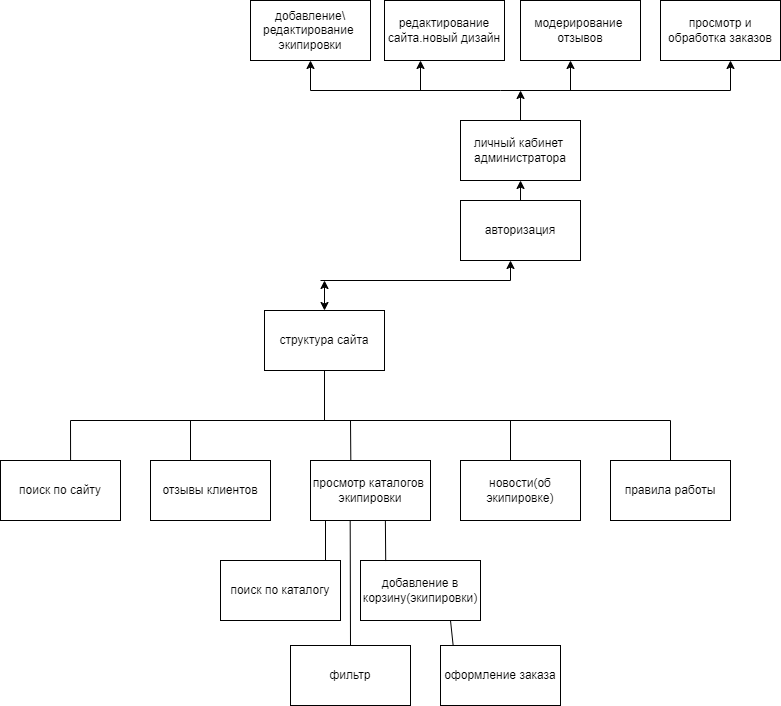 добавление\
редактирование
экипировки
редактирование
сайта.новый дизайн
модерирование
отзывов
просмотр и
обработка заказов
личный кабинет
администратора
авторизация
структура сайта
поиск по сайту
отзывы клиентов
просмотр каталогов
экипировки
новости(об
экипировке)
правила работы
поиск по каталогу
добавление в
корзину(экипировки)
фильтр
оформление заказа